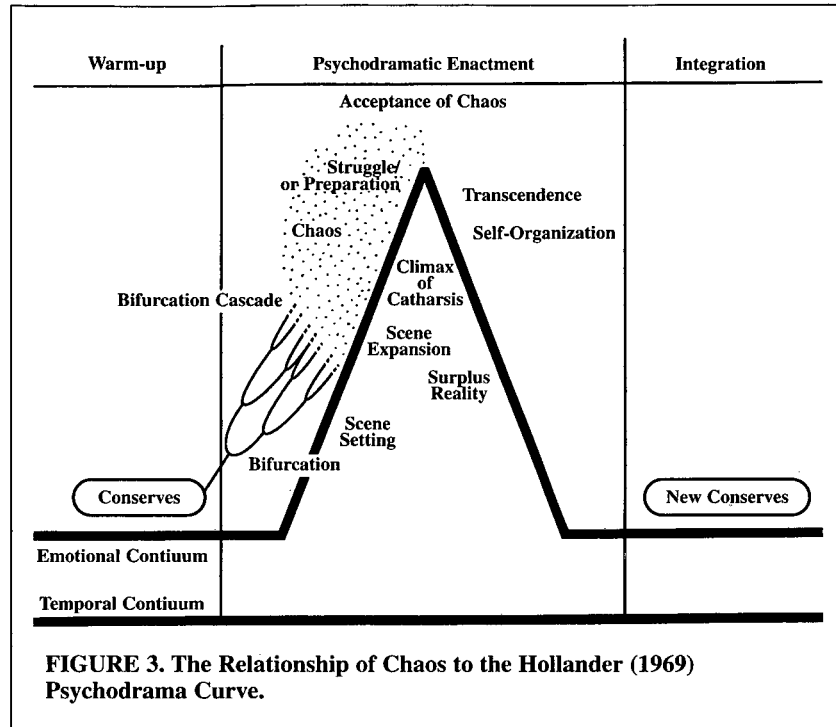 Warm-up
Psychodramatic Enactment
Integration
Acceptance of Chaos
Struggle/
or Preparation
Transcendence
Chaos
Self-Organization
Climax
of
Catharsis
Bifurcation Cascade
Scene
Expansion
Surplus
Reality
Scene
Setting
Bifurcation
Conserves
New Conserves
Emotional Contiuum
Temporal Contiuum
FIGURE 3. The Relationship of Chaos to the Hollander (1969)
Psychodrama Curve.